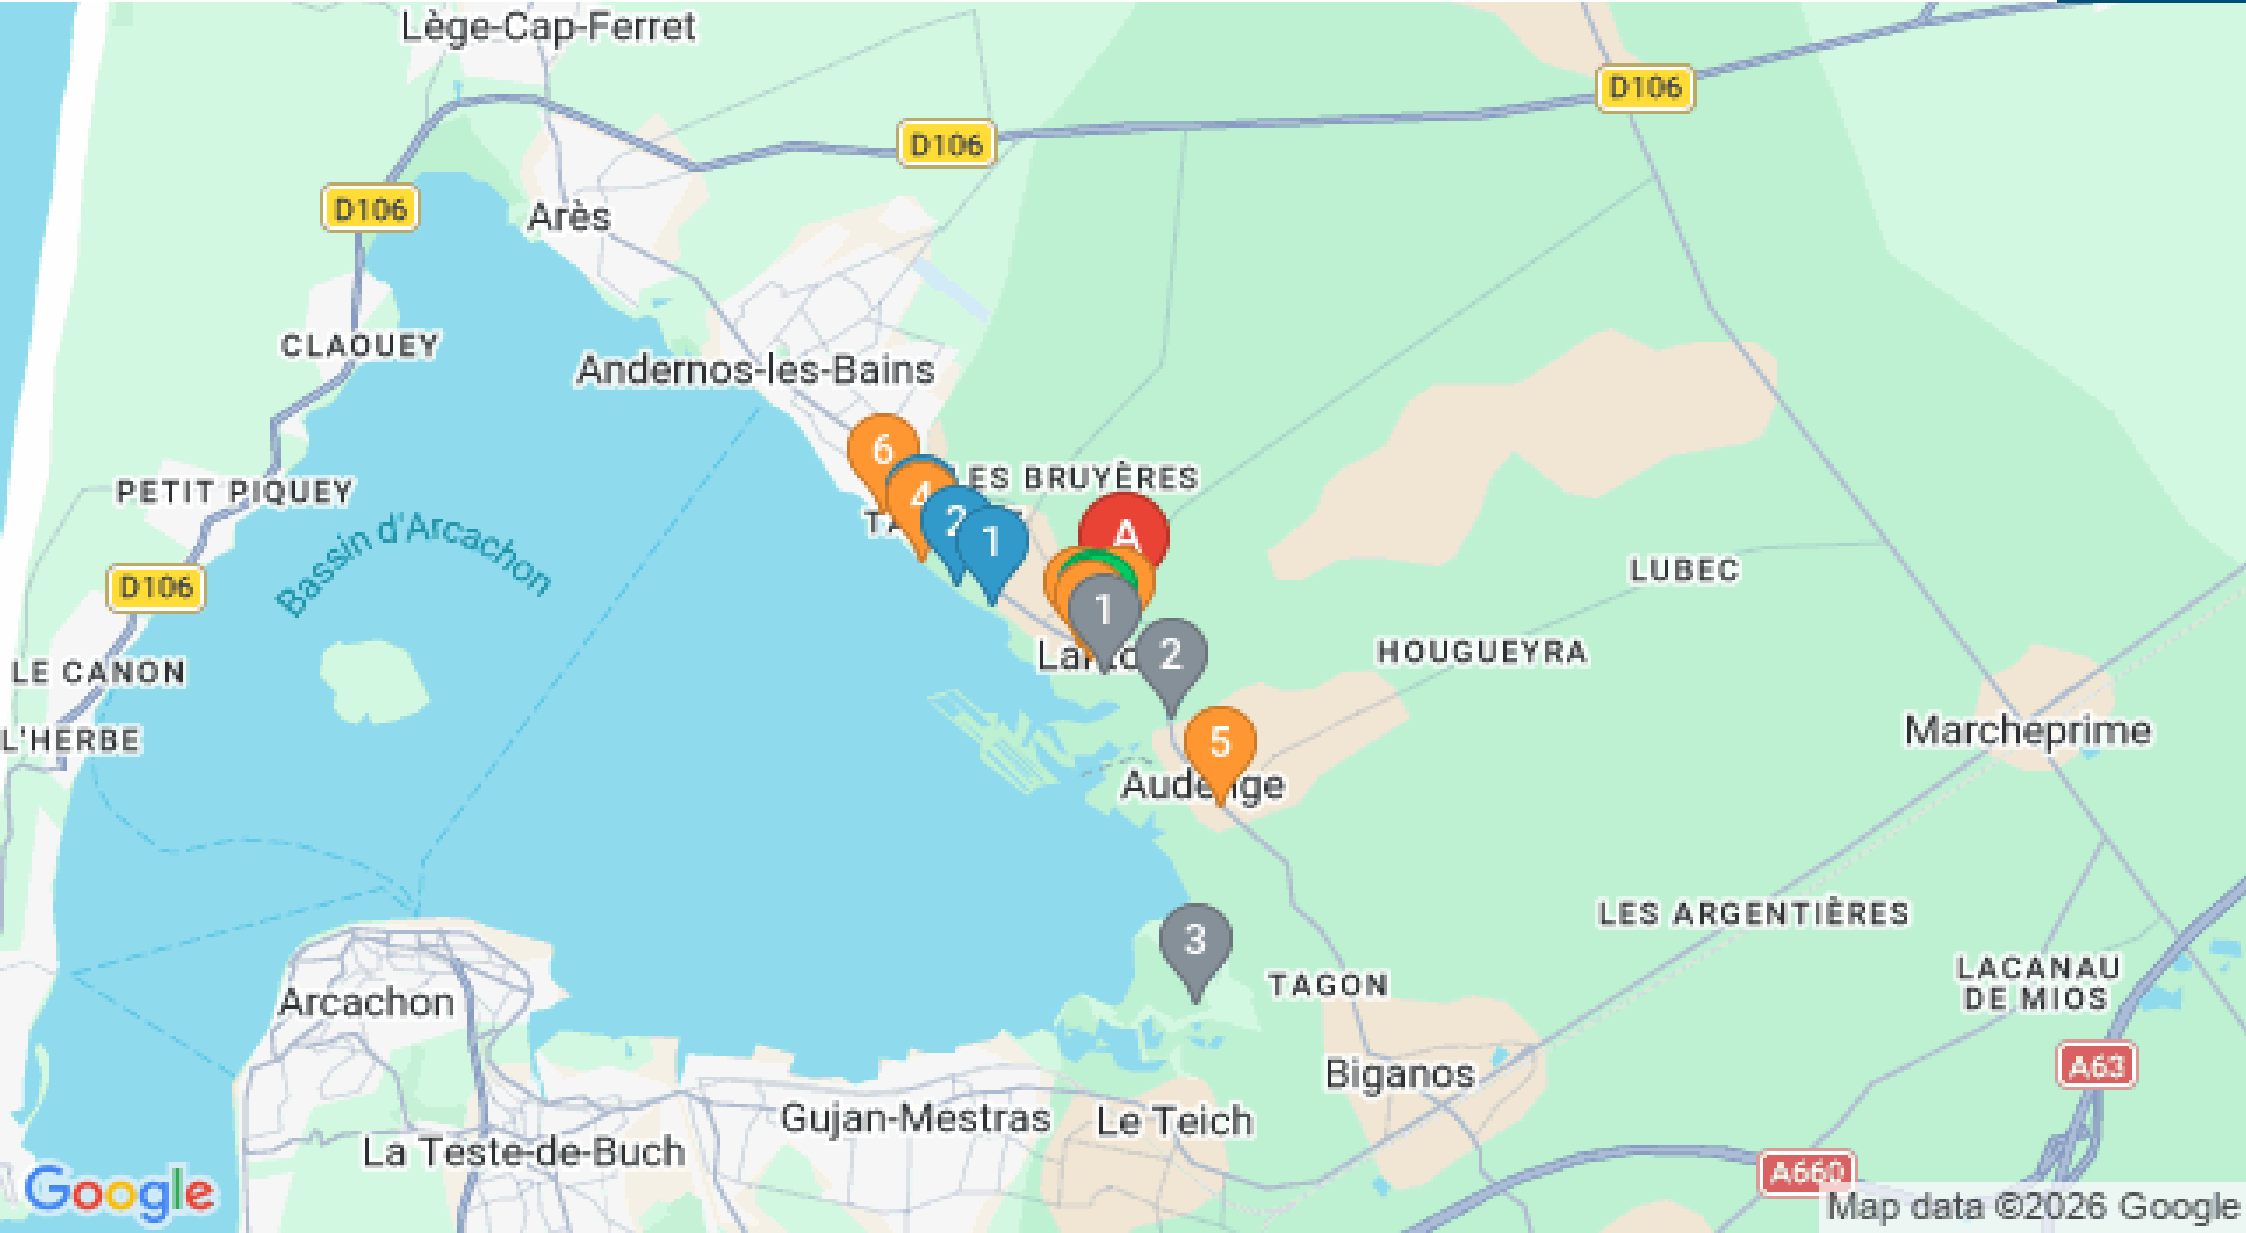 Lège-Cap-Ferret
D106
D106
D106
Arès
CLAOUEY
Andernos-les-Bains
6
ES BRUYÈRES
PETIT PIQUEY
4
2
1
A
Bassin d'Arcachon
LUBEC
D106
1
2
HOUGUEYRA
LE CANON
L'HERBE
Marcheprime
5
LES ARGENTIÈRES
3
TAGON
LACANAU
DE MIOS
Arcachon
A63
Biganos
Gujan-Mestras
Le Teich
La Teste-de-Buch
A660
Google
Map data ©2026 Google